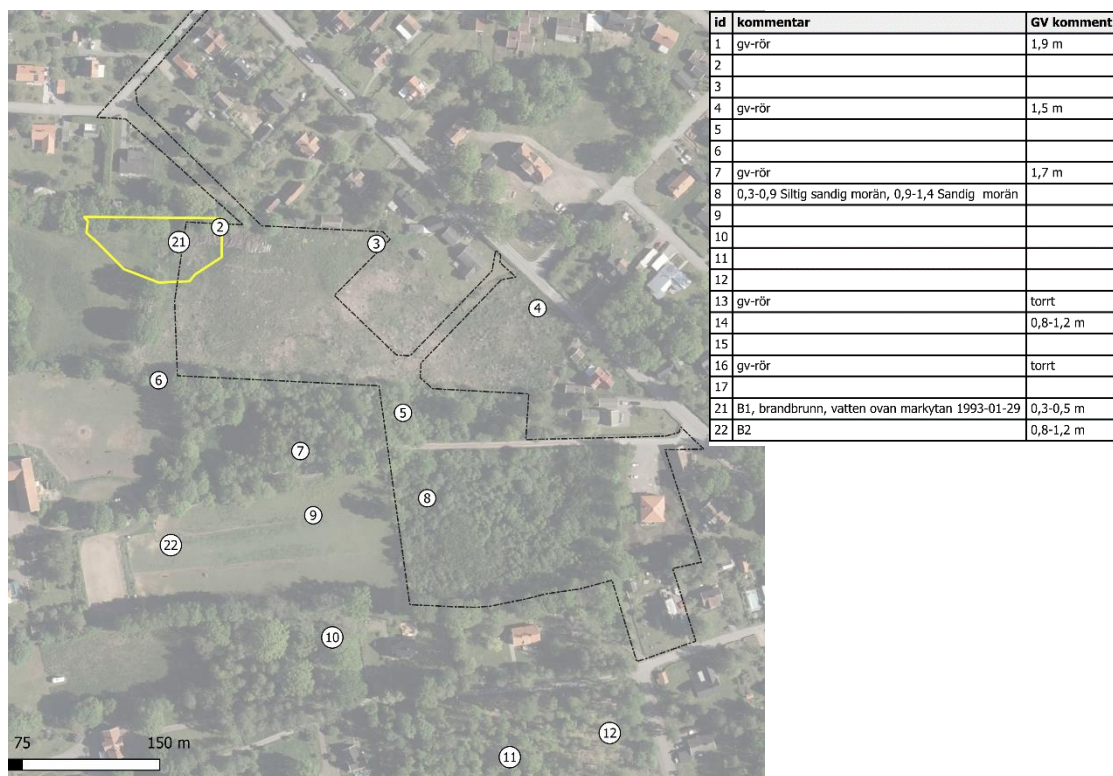 id kommentar GV komment
1 gv-rör 1,9 m
2
3
4 gv-rör 1,5 m
5
6
7 gv-rör 1,7 m
8 0,3-0,9 Siltig sandig morän, 0,9-1,4 Sandig morän
9
10
11
12
13 gv-rör torrt
14 0,8-1,2 m
15
16 gv-rör torrt
17
21 B1, brandbrunn, vatten ovan markytan 1993-01-29 0,3-0,5 m
22 B2 0,8-1,2 m
2
21
3
4
6
5
7
8
9
22
10
12
11
75 150 m